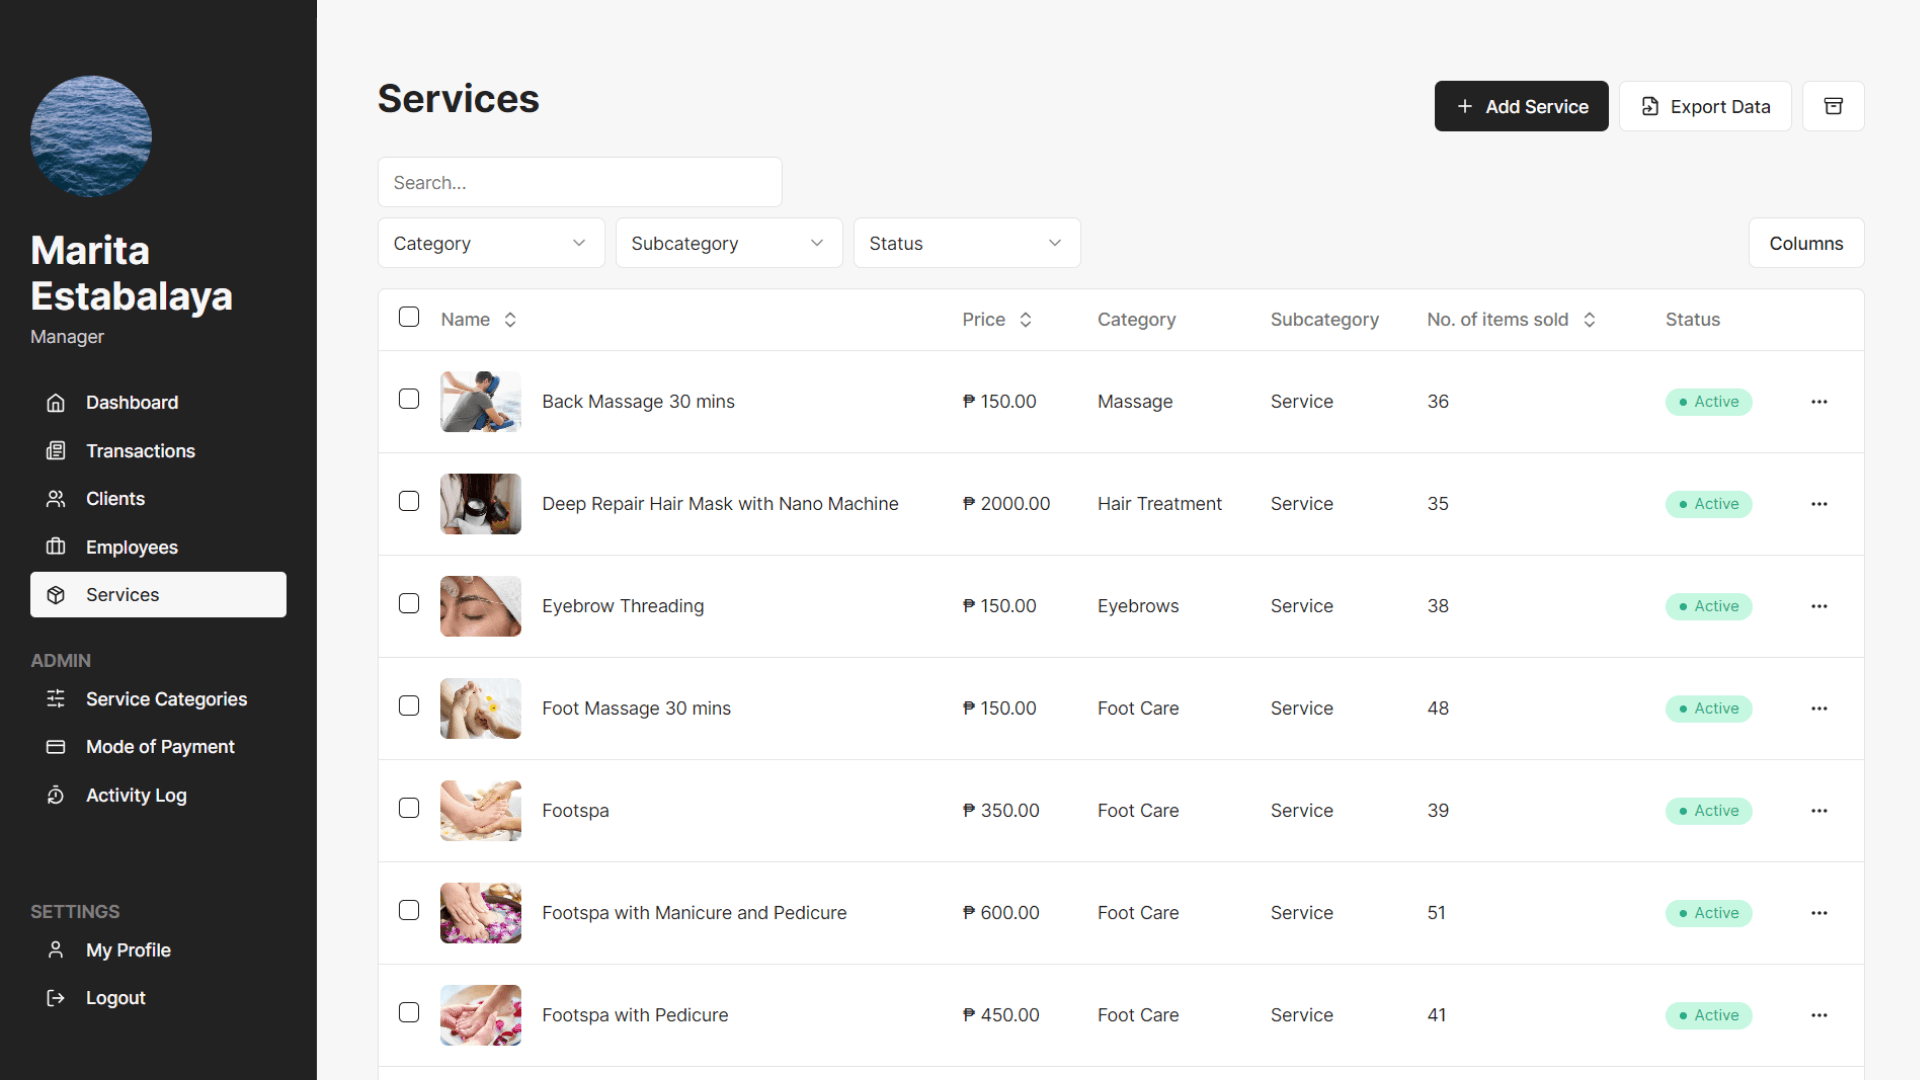 Marita
Estabalaya
Manager
Dashboard
Transactions
Clients
Employees
Services
ADMIN
Service Categories
Mode of Payment
Activity Log
SETTINGS
My Profile
Logout
Services
+ Add Service
Export Data
Search...
Category
Subcategory
Status
Columns
Name Price Category Subcategory No. of items sold Status
Back Massage 30 mins ₱ 150.00 Massage Service 36 Active
Deep Repair Hair Mask with Nano Machine ₱ 2000.00 Hair Treatment Service 35 Active
Eyebrow Threading ₱ 150.00 Eyebrows Service 38 Active
Foot Massage 30 mins ₱ 150.00 Foot Care Service 48 Active
Footspa ₱ 350.00 Foot Care Service 39 Active
Footspa with Manicure and Pedicure ₱ 600.00 Foot Care Service 51 Active
Footspa with Pedicure ₱ 450.00 Foot Care Service 41 Active